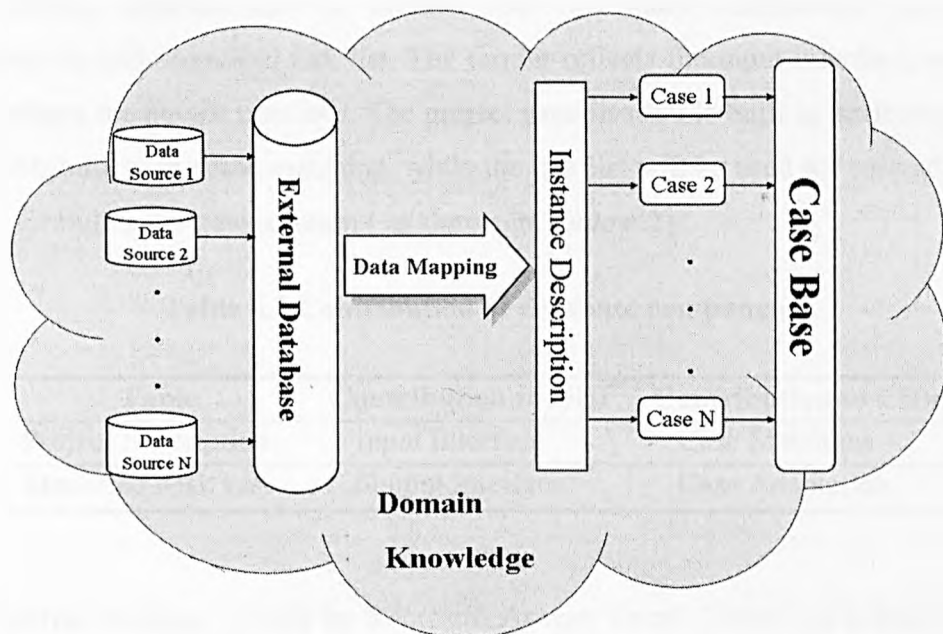 Data
Source 1
Data
Source 2
Data
Source N
External Database
Data Mapping
Instance Description
Case 1
Case 2
Case N
Case Base
Domain
Knowledge